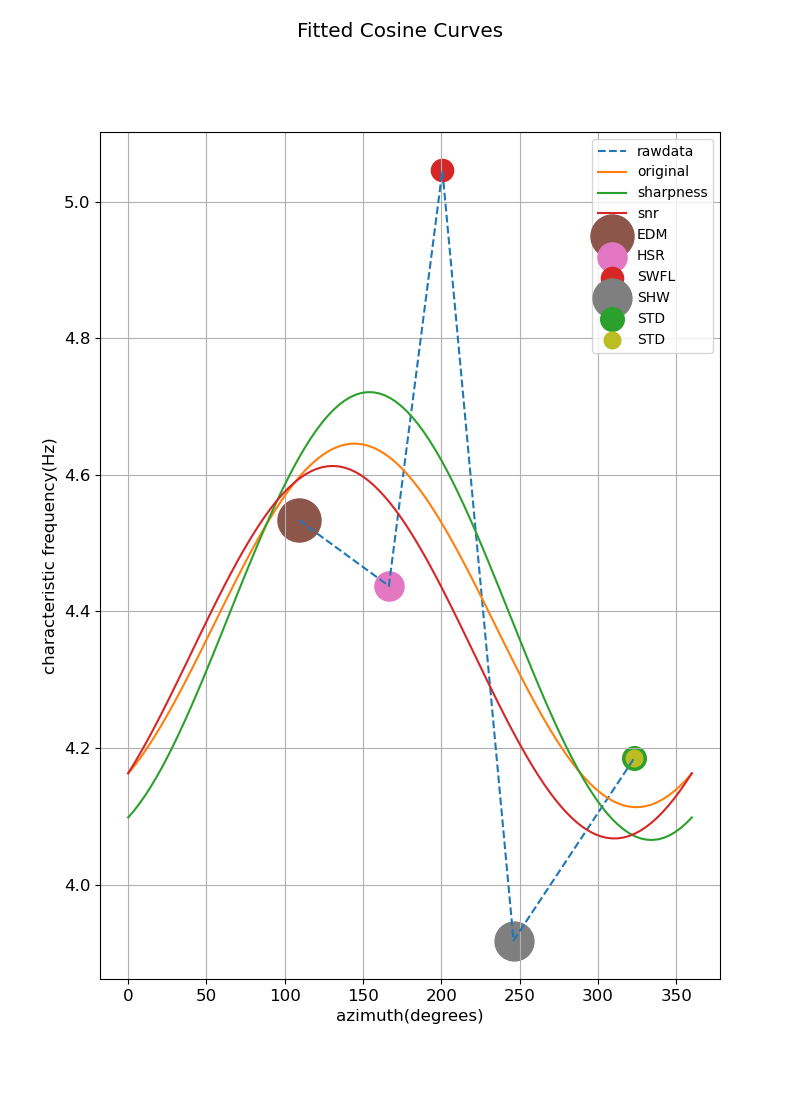 Fitted Cosine Curves
rawdata
original
sharpness
snr
EDM
HSR
SWFL
SHW
STD
STD
5.0
4.8
4.6
4.4
4.2
4.0
characteristic frequency(Hz)
0 50 100 150 200 250 300 350
azimuth(degrees)